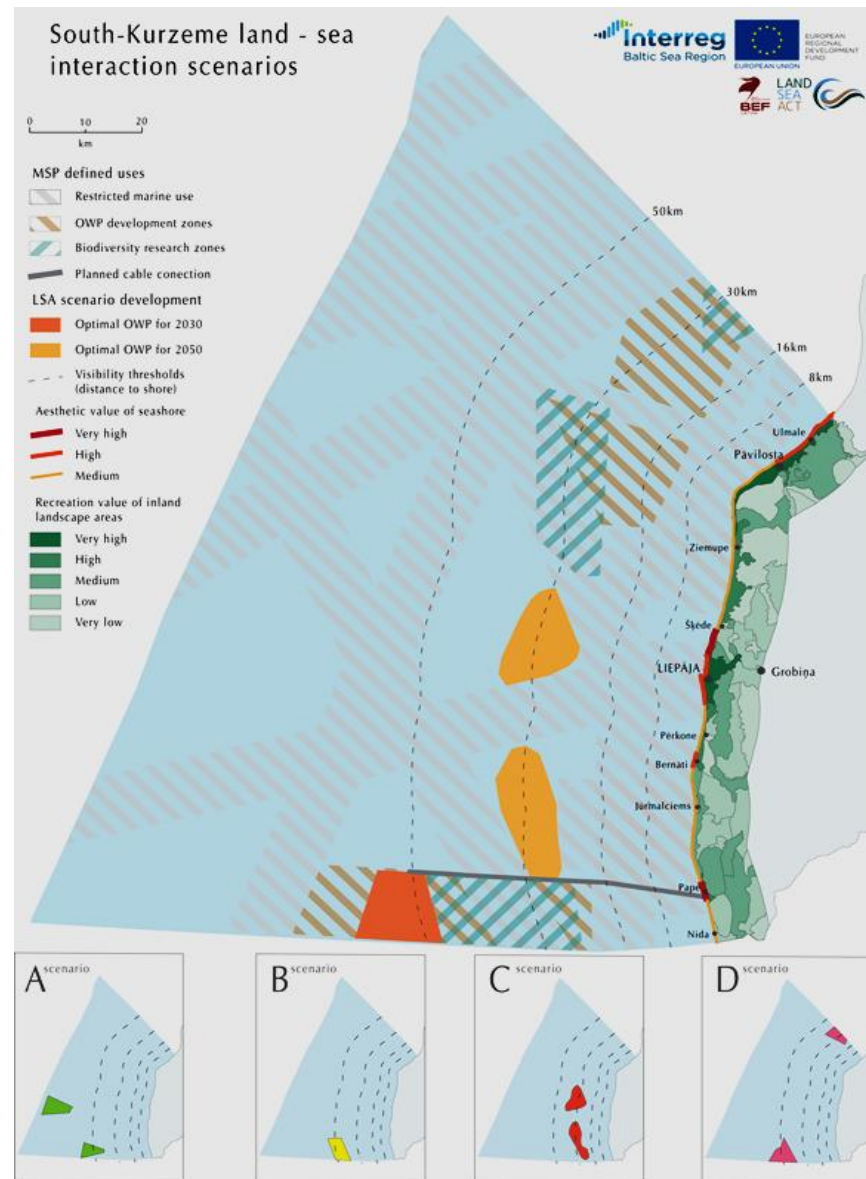 South-Kurzeme land - sea
interaction scenarios
Interreg
Baltic Sea Region
EUROPEAN UNION
EUROPEAN
REGIONAL
DEVELOPMENT
FUND
BEF
LAND
SEA
ACT
0 10 20
km
MSP defined uses
Restricted marine use
OWP development zones
Biodiversity research zones
Planned cable conection
LSA scenario development
Optimal OWP for 2030
Optimal OWP for 2050
Visibility thresholds
(distance to shore)
Aesthetic value of seashore
Very high
High
Medium
Recreation value of inland
landscape areas
Very high
High
Medium
Low
Very low
50km
30km
16km
8km
Ulmale
Pāvilosta
Ziemupe
Šķēde
LIEPĀJA
Grobiņa
Pērkone
Bernāti
Jūrmalciems
Pape
Nida
A scenario
B scenario
C scenario
D scenario